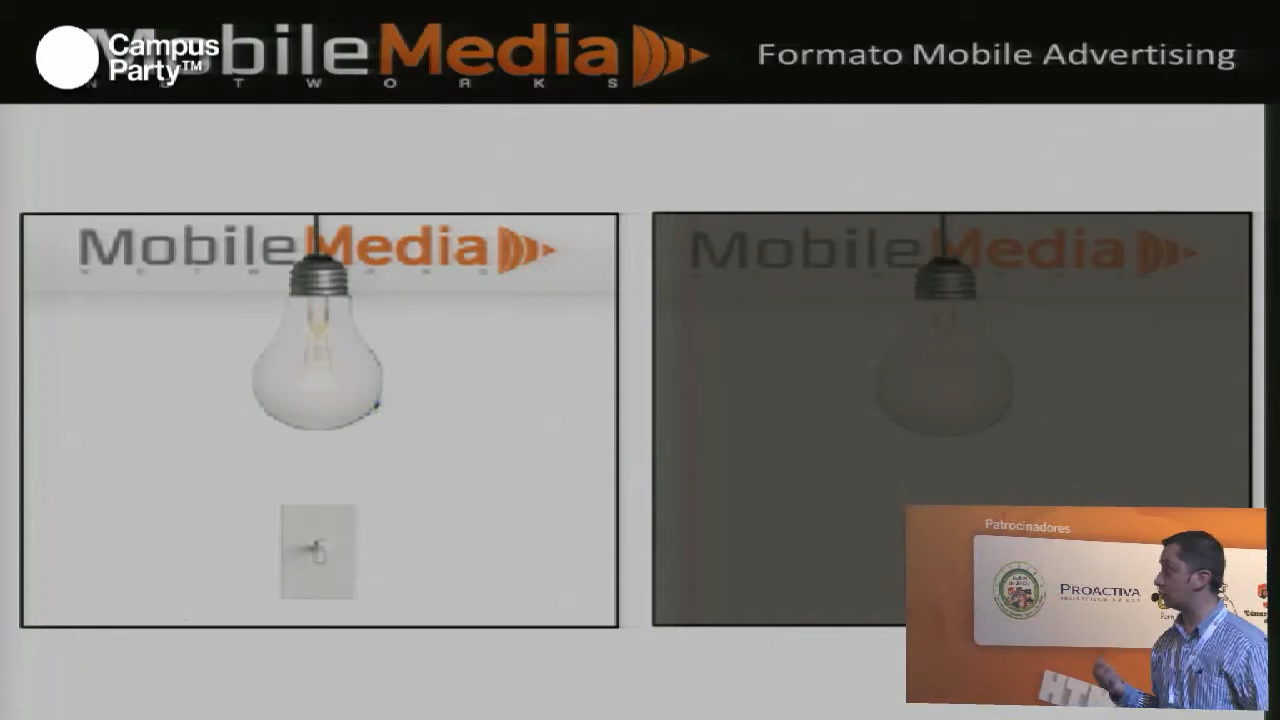 Campus
Party™
MobileMedia
NETWORKS
Formato Mobile Advertising
MobileMedia
MobileMedia
Patrocinadores
PROACTIVA